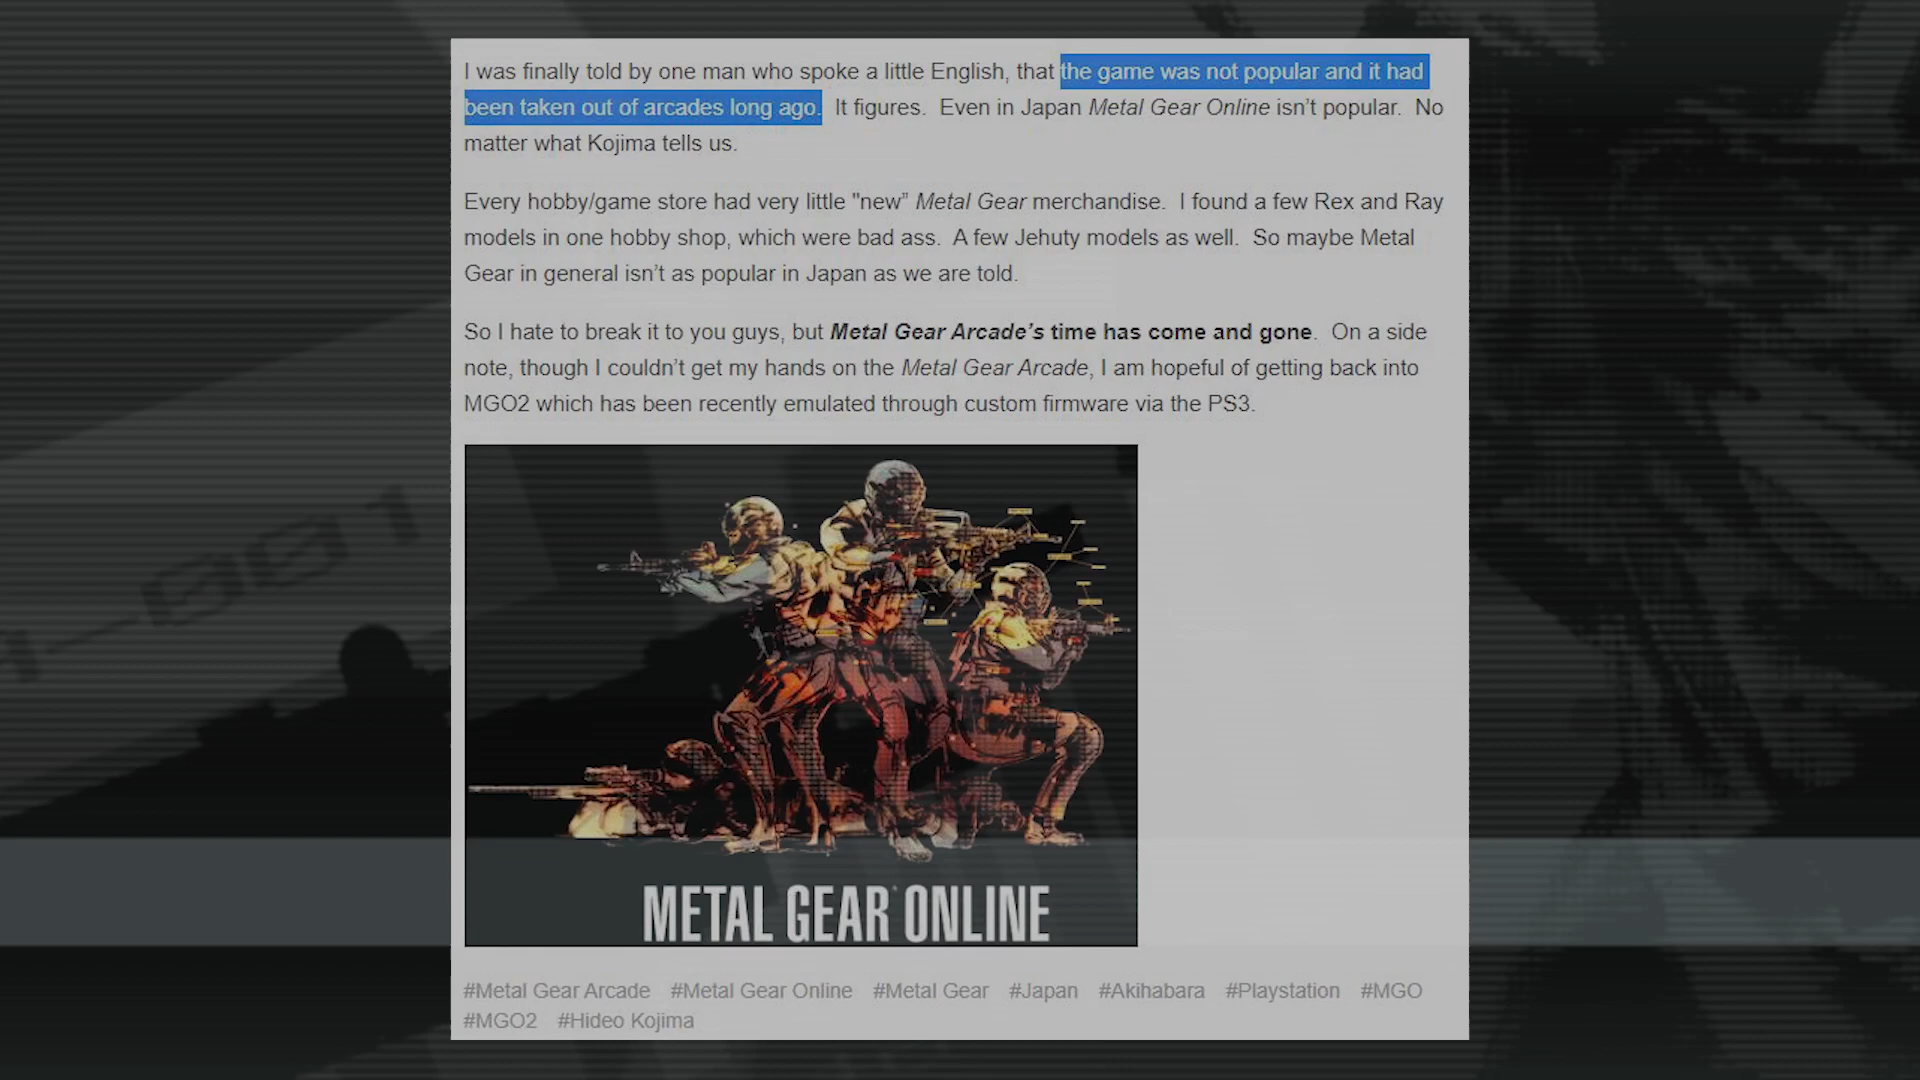 I was finally told by one man who spoke a little English, that the game was not popular and it had
been taken out of arcades long ago.  It figures.  Even in Japan Metal Gear Online isn't popular.  No
matter what Kojima tells us.
Every hobby/game store had very little "new” Metal Gear merchandise.  I found a few Rex and Ray
models in one hobby shop, which were bad ass.  A few Jehuty models as well.  So maybe Metal
Gear in general isn't as popular in Japan as we are told.
So I hate to break it to you guys, but Metal Gear Arcade's time has come and gone.  On a side
note, though I couldn't get my hands on the Metal Gear Arcade, I am hopeful of getting back into
MGO2 which has been recently emulated through custom firmware via the PS3.
METAL GEAR ONLINE
#Metal Gear Arcade #Metal Gear Online #Metal Gear #Japan #Akihabara #Playstation #MGO
#MGO2 #Hideo Kojima